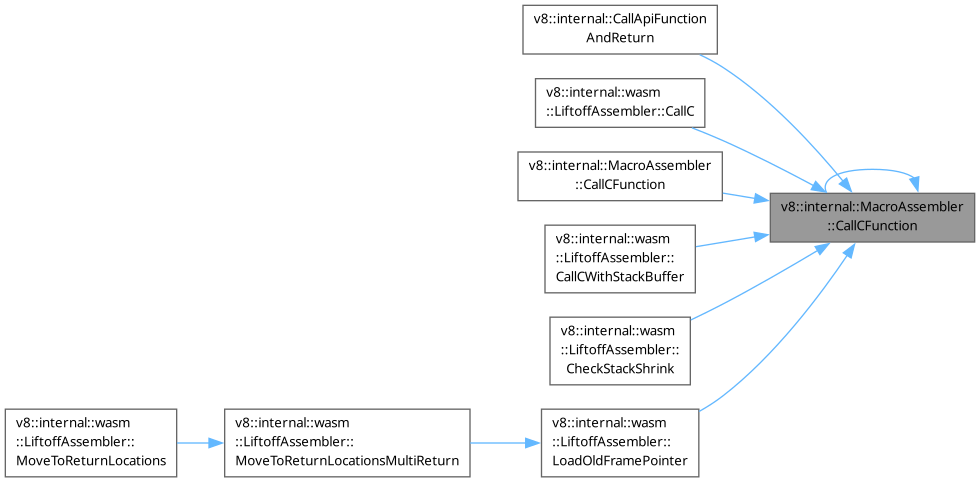 v8::internal::CallApiFunction
AndReturn
v8::internal::wasm
::LiftoffAssembler::CallC
v8::internal::MacroAssembler
::CallCFunction
v8::internal::MacroAssembler
::CallCFunction
v8::internal::wasm
::LiftoffAssembler::
CallCWithStackBuffer
v8::internal::wasm
::LiftoffAssembler::
CheckStackShrink
v8::internal::wasm
::LiftoffAssembler::
MoveToReturnLocations
v8::internal::wasm
::LiftoffAssembler::
MoveToReturnLocationsMultiReturn
v8::internal::wasm
::LiftoffAssembler::
LoadOldFramePointer